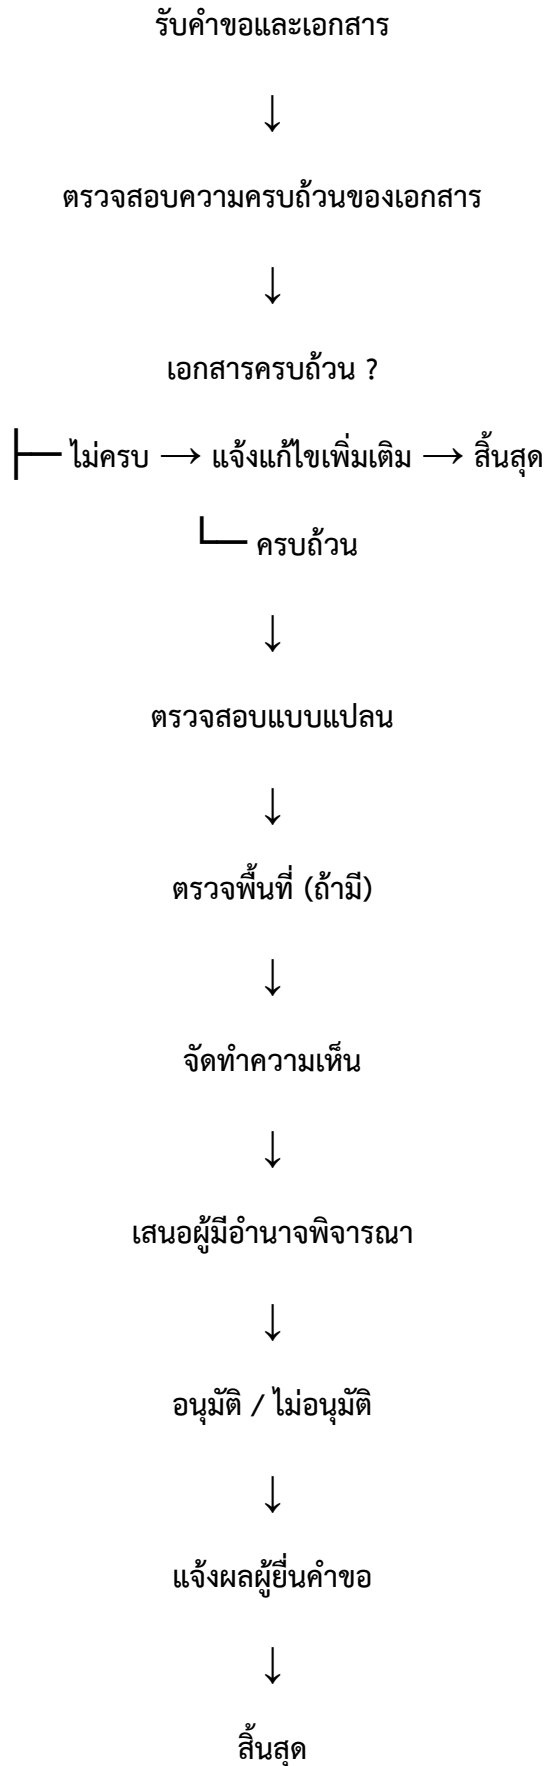 รับคำขอและเอกสาร
↓
ตรวจสอบความครบถ้วนของเอกสาร
↓
เอกสารครบถ้วน ?
├── ไม่ครบ → แจ้งแก้ไขเพิ่มเติม → สิ้นสุด
└── ครบถ้วน
↓
ตรวจสอบแบบแปลน
↓
ตรวจพื้นที่ (ถ้ามี)
↓
จัดทำความเห็น
↓
เสนอผู้มีอำนาจพิจารณา
↓
อนุมัติ / ไม่อนุมัติ
↓
แจ้งผลผู้ยื่นคำขอ
↓
สิ้นสุด